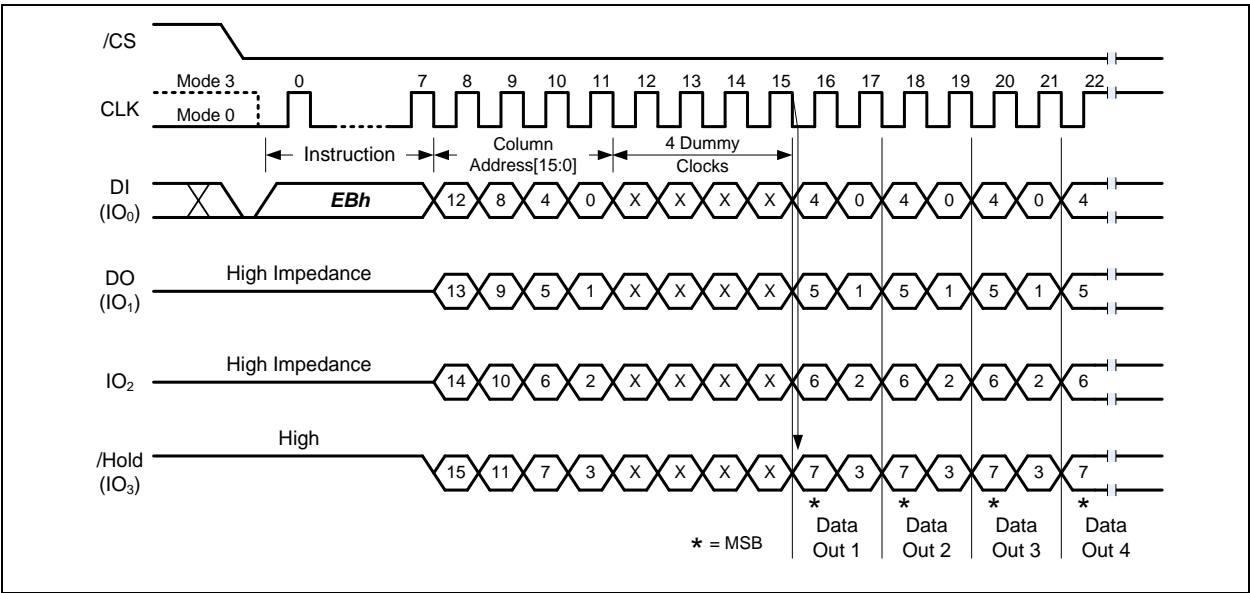 /CS
Mode 3 0 7 8 9 10 11 12 13 14 15 16 17 18 19 20 21 22
CLK
Mode 0
Instruction Column Address[15:0] 4 Dummy Clocks
DI (IO0) EBh 12 8 4 0 X X X X 4 0 4 0 4 0 4
High Impedance
DO (IO1) 13 9 5 1 X X X X 5 1 5 1 5 1 5
High Impedance
IO2 14 10 6 2 X X X X 6 2 6 2 6 2 6
High
/Hold (IO3) 15 11 7 3 X X X X 7 3 7 3 7 3 7
* * * *
* = MSB Data Out 1 Data Out 2 Data Out 3 Data Out 4